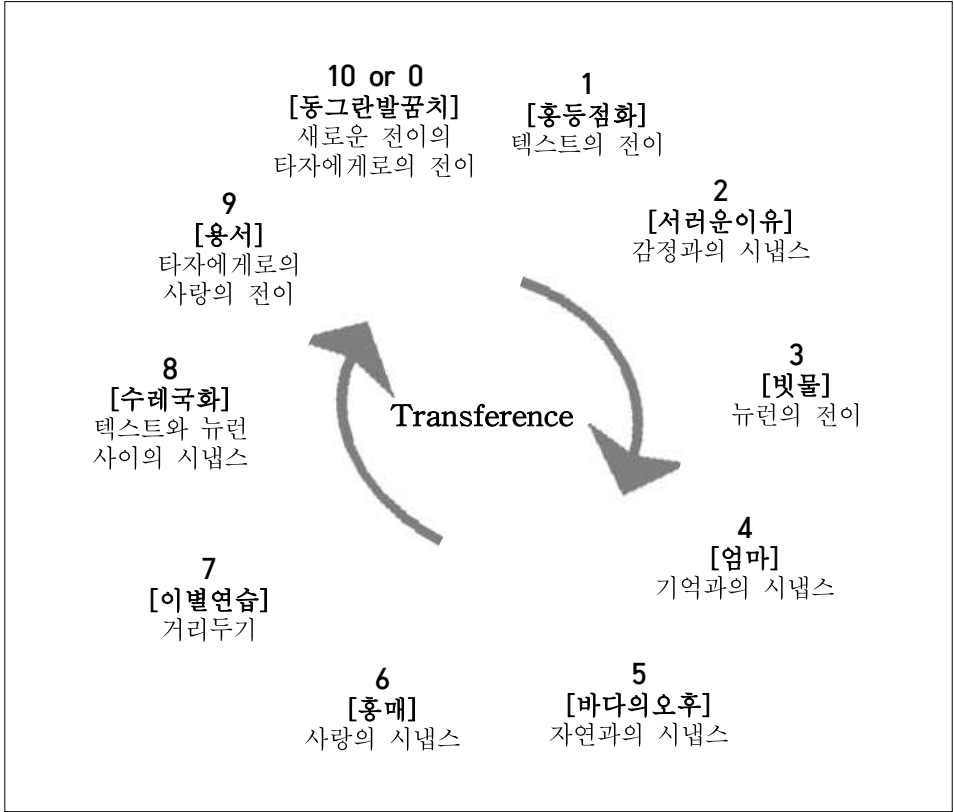 10 or 0
[동그란발꿈치]
새로운 전이의
타자에게로의 전이
1
[홍등점화]
텍스트의 전이
2
[서러운이유]
감정과의 시냅스
3
[빗물]
뉴런의 전이
4
[엄마]
기억과의 시냅스
5
[바다의오후]
자연과의 시냅스
6
[홍매]
사랑의 시냅스
7
[이별연습]
거리두기
8
[수레국화]
텍스트와 뉴런
사이의 시냅스
9
[용서]
타자에게로의
사랑의 전이
Transference